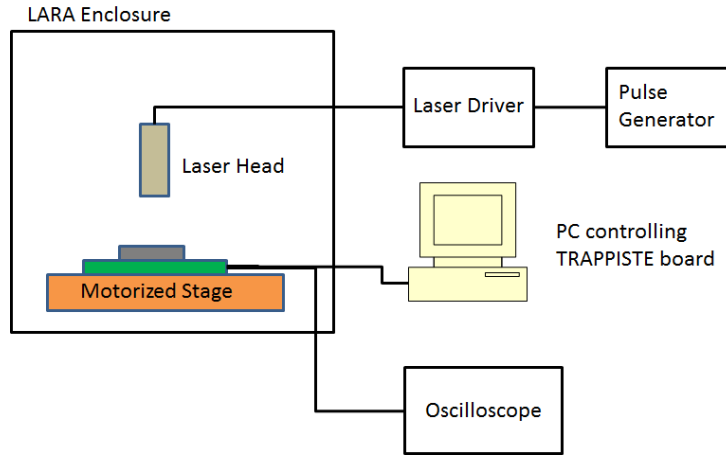 LARA Enclosure
Laser Driver
Pulse
Generator
Laser Head
PC controlling
TRAPPISTE board
Motorized Stage
Oscilloscope